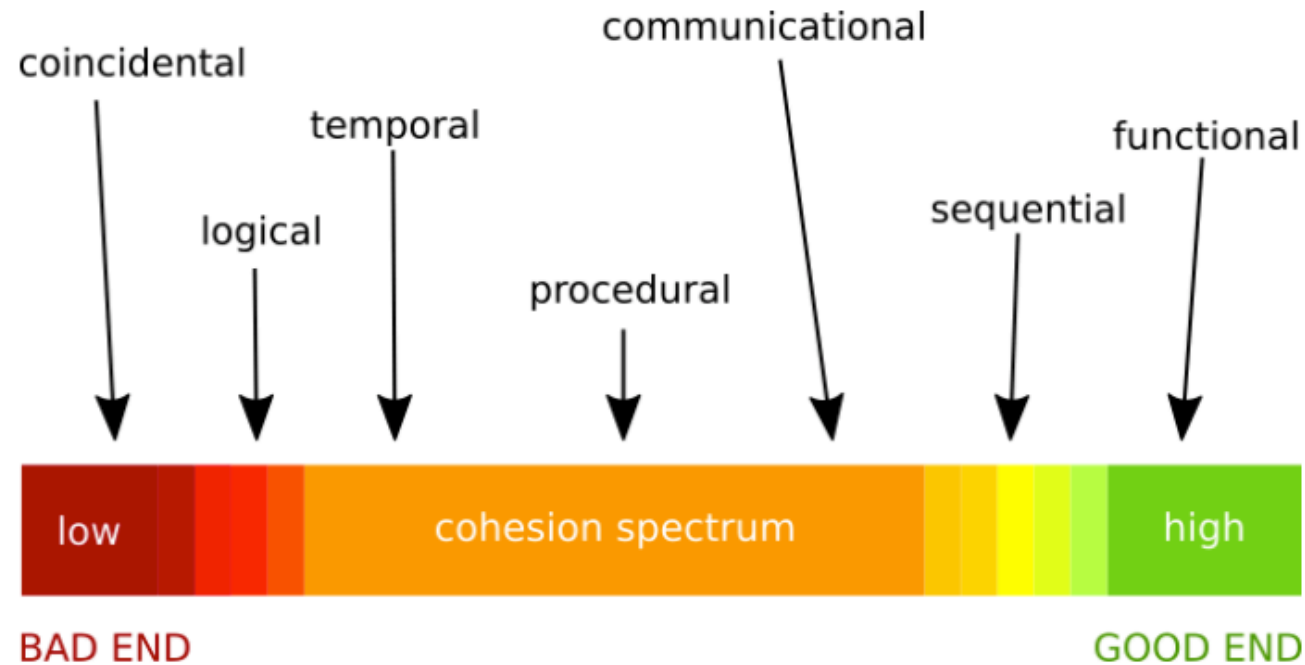 communicational
coincidental
temporal
functional
sequential
logical
procedural
low
cohesion spectrum
high
BAD END
GOOD END